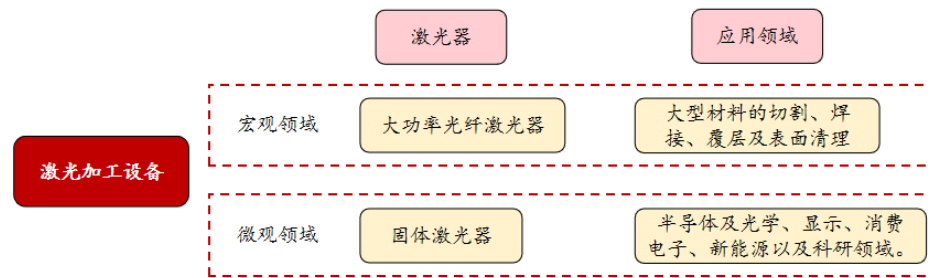 激光器
应用领域
激光加工设备
宏观领域
大功率光纤激光器
大型材料的切割、焊
接、覆层及表面清理
微观领域
固体激光器
半导体及光学、显示、消费
电子、新能源以及科研领域。